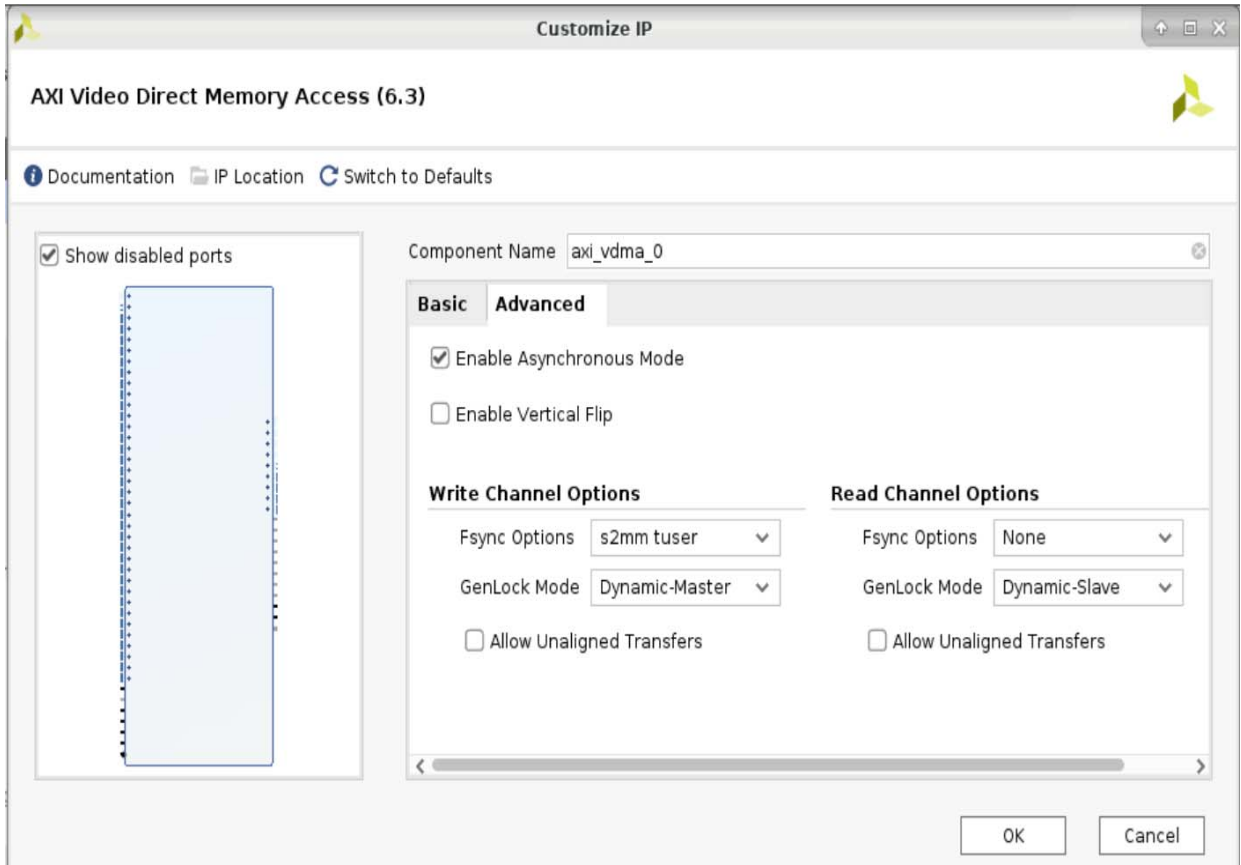 Customize IP
AXI Video Direct Memory Access (6.3)
Documentation IP Location Switch to Defaults
Show disabled ports
Component Name axi_vdma_0
Basic Advanced
Enable Asynchronous Mode
Enable Vertical Flip
Write Channel Options Read Channel Options
Fsync Options s2mm tuser Fsync Options None
GenLock Mode Dynamic-Master GenLock Mode Dynamic-Slave
Allow Unaligned Transfers Allow Unaligned Transfers
OK Cancel